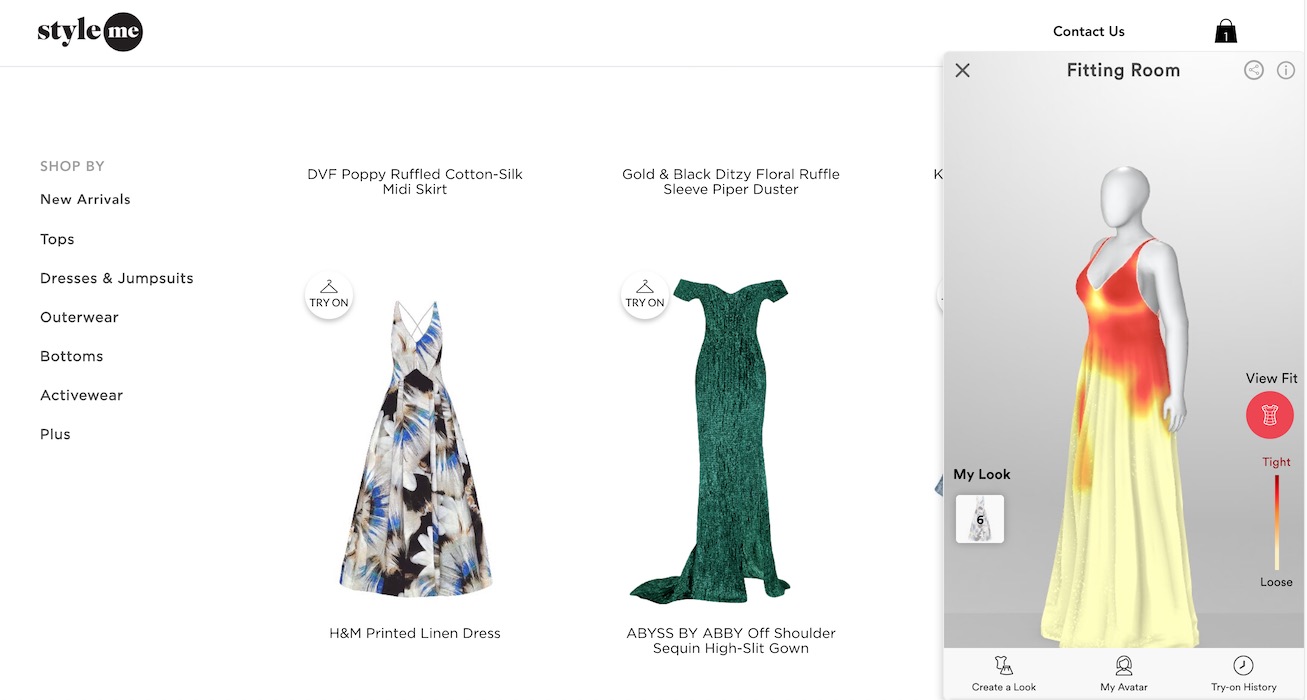 style me
Contact Us
1
SHOP BY
New Arrivals
Tops
Dresses & Jumpsuits
Outerwear
Bottoms
Activewear
Plus
DVF Poppy Ruffled Cotton-Silk
Midi Skirt
Gold & Black Ditzy Floral Ruffle
Sleeve Piper Duster
K
TRY ON
TRY ON
H&M Printed Linen Dress
ABYSS BY ABBY Off Shoulder
Sequin High-Slit Gown
Fitting Room
View Fit
Tight
Loose
My Look
6
Create a Look
My Avatar
Try-on History